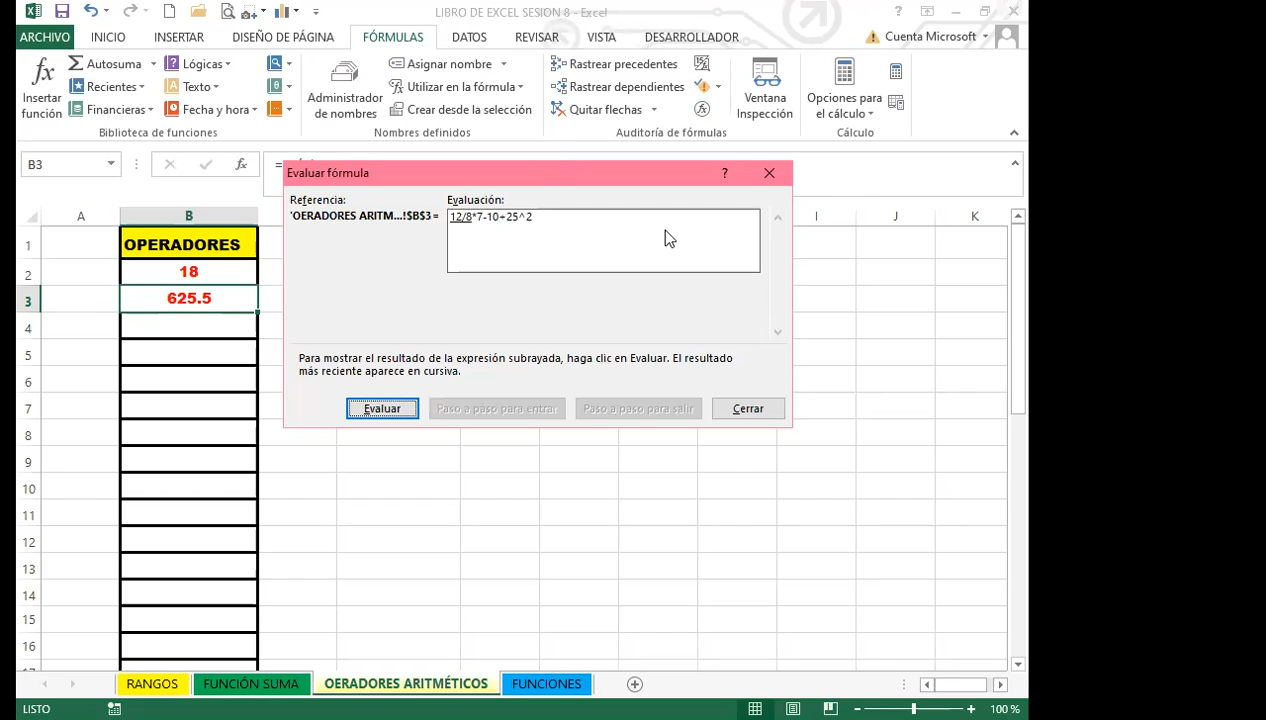 LIBRO DE EXCEL SESION 8 - Excel
ARCHIVO INICIO INSERTAR DISEÑO DE PÁGINA FÓRMULAS DATOS REVISAR VISTA DESARROLLADOR Cuenta Microsoft
Insertar función
Autosuma
Recientes
Financieras
Lógicas
Texto
Fecha y hora
Biblioteca de funciones
Administrador de nombres
Asignar nombre
Utilizar en la fórmula
Crear desde la selección
Nombres definidos
Rastrear precedentes
Rastrear dependientes
Quitar flechas
Auditoría de fórmulas
Ventana Inspección
Opciones para el cálculo
Cálculo
B3
fx
Evaluar fórmula ?
Referencia: Evaluación:
'OERADORES ARITM...!$B$3 = 12/8*7-10+25^2
Para mostrar el resultado de la expresión subrayada, haga clic en Evaluar. El resultado
más reciente aparece en cursiva.
Evaluar Paso a paso para entrar Paso a paso para salir Cerrar
A B I J K
1 OPERADORES
2 18
3 625.5
4
5
6
7
8
9
10
11
12
13
14
15
16
RANGOS FUNCIÓN SUMA OERADORES ARITMÉTICOS FUNCIONES
LISTO 100 %